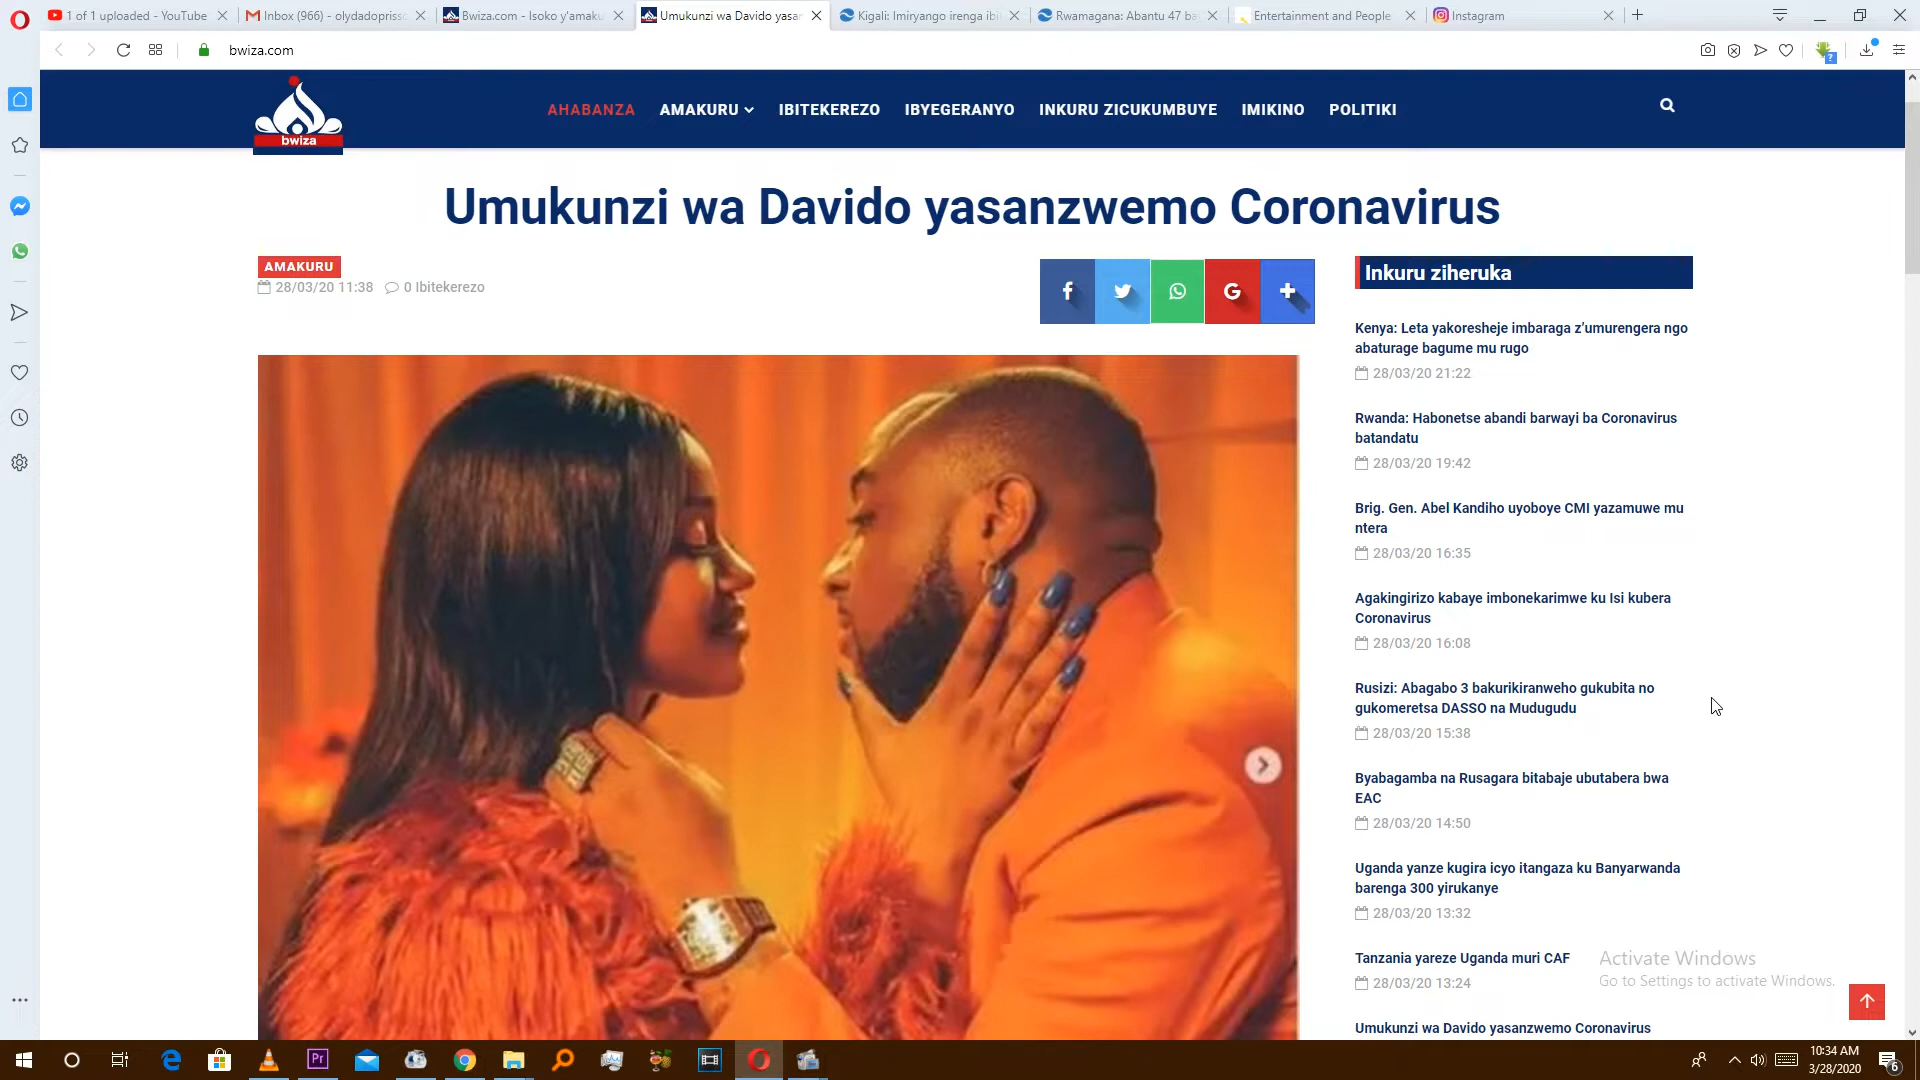 1 of 1 uploaded - YouTube
Inbox (966) - olydadopriss
Bwiza.com - Isoko y'amaku
Umukunzi wa Davido yasan
Kigali: Imiryango irenga ibi
Rwamagana: Abantu 47 ba
Entertainment and People
Instagram
bwiza.com
bwiza
AHABANZA
AMAKURU
IBITEKEREZO
IBYEGERANYO
INKURU ZICUKUMBUYE
IMIKINO
POLITIKI
Umukunzi wa Davido yasanzwemo Coronavirus
AMAKURU
28/03/20 11:38
0 Ibitekerezo
Inkuru ziheruka
Kenya: Leta yakoresheje imbaraga z’umurengera ngo
abaturage bagume mu rugo
28/03/20 21:22
Rwanda: Habonetse abandi barwayi ba Coronavirus
batandatu
28/03/20 19:42
Brig. Gen. Abel Kandiho uyoboye CMI yazamuwe mu
ntera
28/03/20 16:35
Agakingirizo kabaye imbonekarimwe ku Isi kubera
Coronavirus
28/03/20 16:08
Rusizi: Abagabo 3 bakurikiranweho gukubita no
gukomeretsa DASSO na Mudugudu
28/03/20 15:38
Byabagamba na Rusagara bitabaje ubutabera bwa
EAC
28/03/20 14:50
Uganda yanze kugira icyo itangaza ku Banyarwanda
barenga 300 yirukanye
28/03/20 13:32
Tanzania yareze Uganda muri CAF
28/03/20 13:24
Umukunzi wa Davido yasanzwemo Coronavirus
Activate Windows
Go to Settings to activate Windows.
Pr
10:34 AM
3/28/2020
6